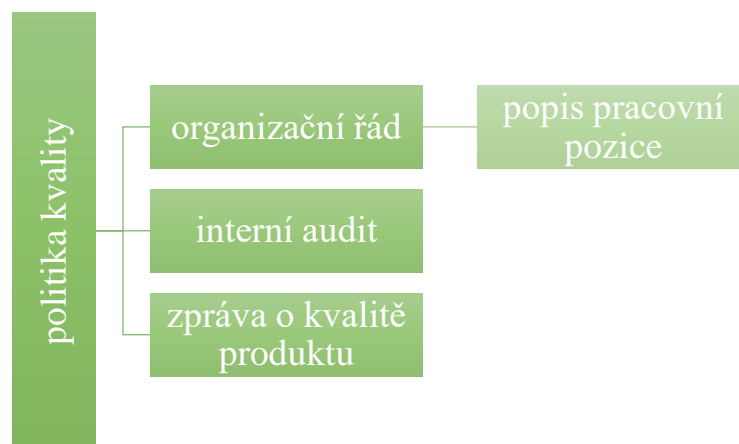 politika kvality
organizační řád
popis pracovní
pozice
interní audit
zpráva o kvalitě
produktu